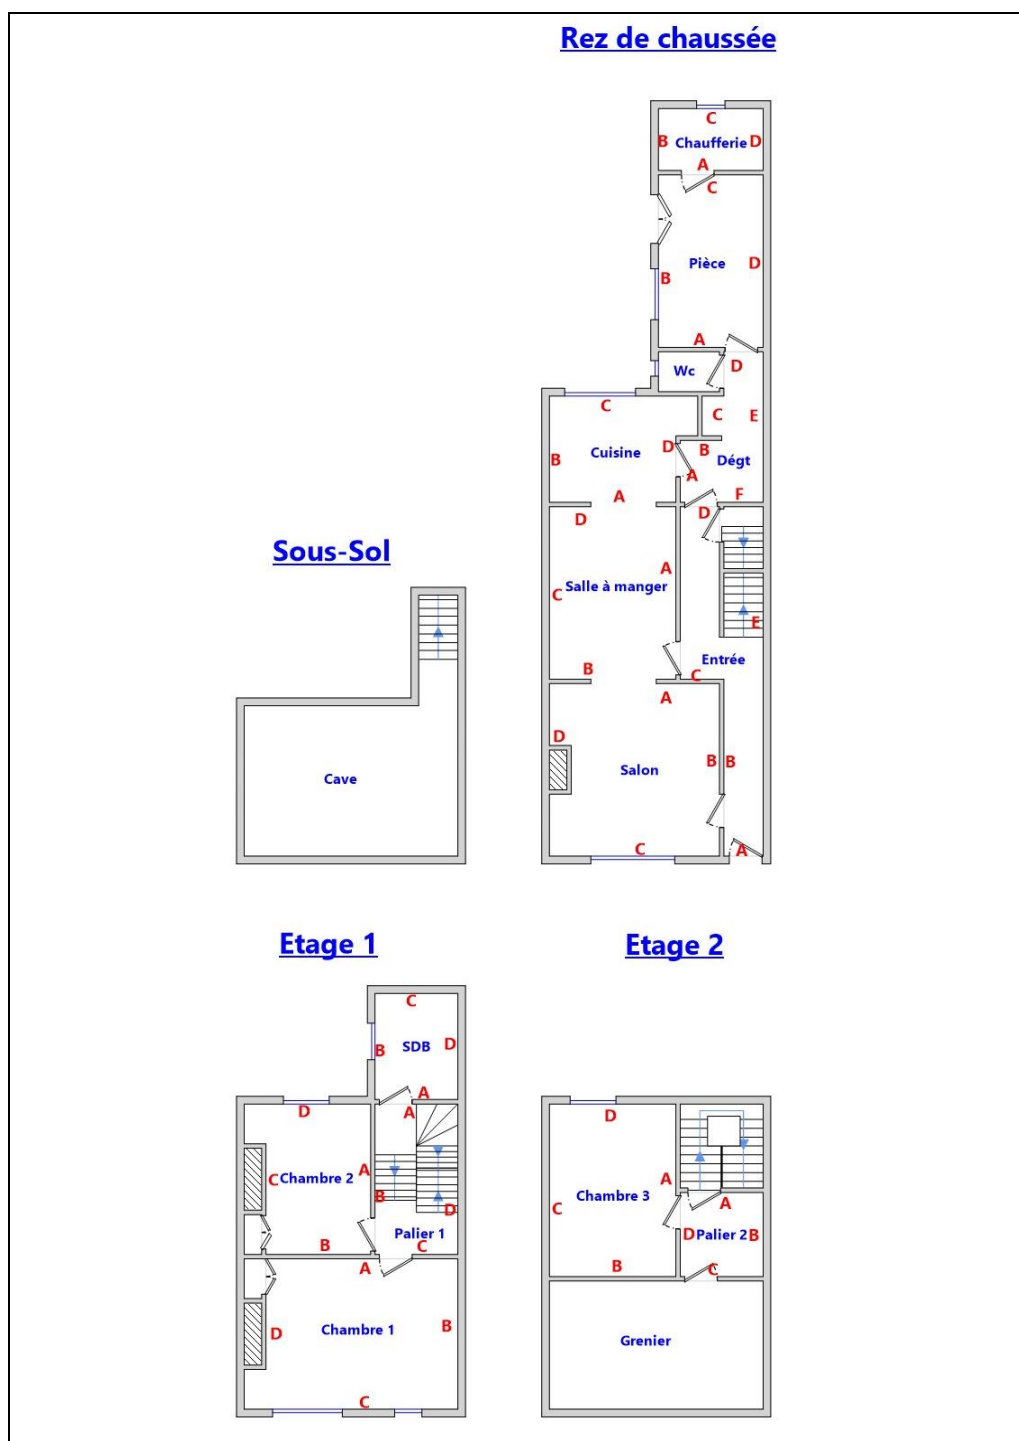 Rez de chaussée
C
B Chaufferie D
A
C
Pièce D
B
A
D
Wc
C
C E
B Cuisine D B Dégt
A
A F
D D
Sous-Sol
A
C Salle à manger
E
B Entrée
C
A
D
B B
Salon
Cave
C A
Etage 1
Etage 2
C
B SDB D
A
D A
D
C Chambre 2 A
B D
Palier 1
B C
A
Chambre 1 B
D
C
A
Chambre 3 A
C
D Palier 2 B
B C
Grenier